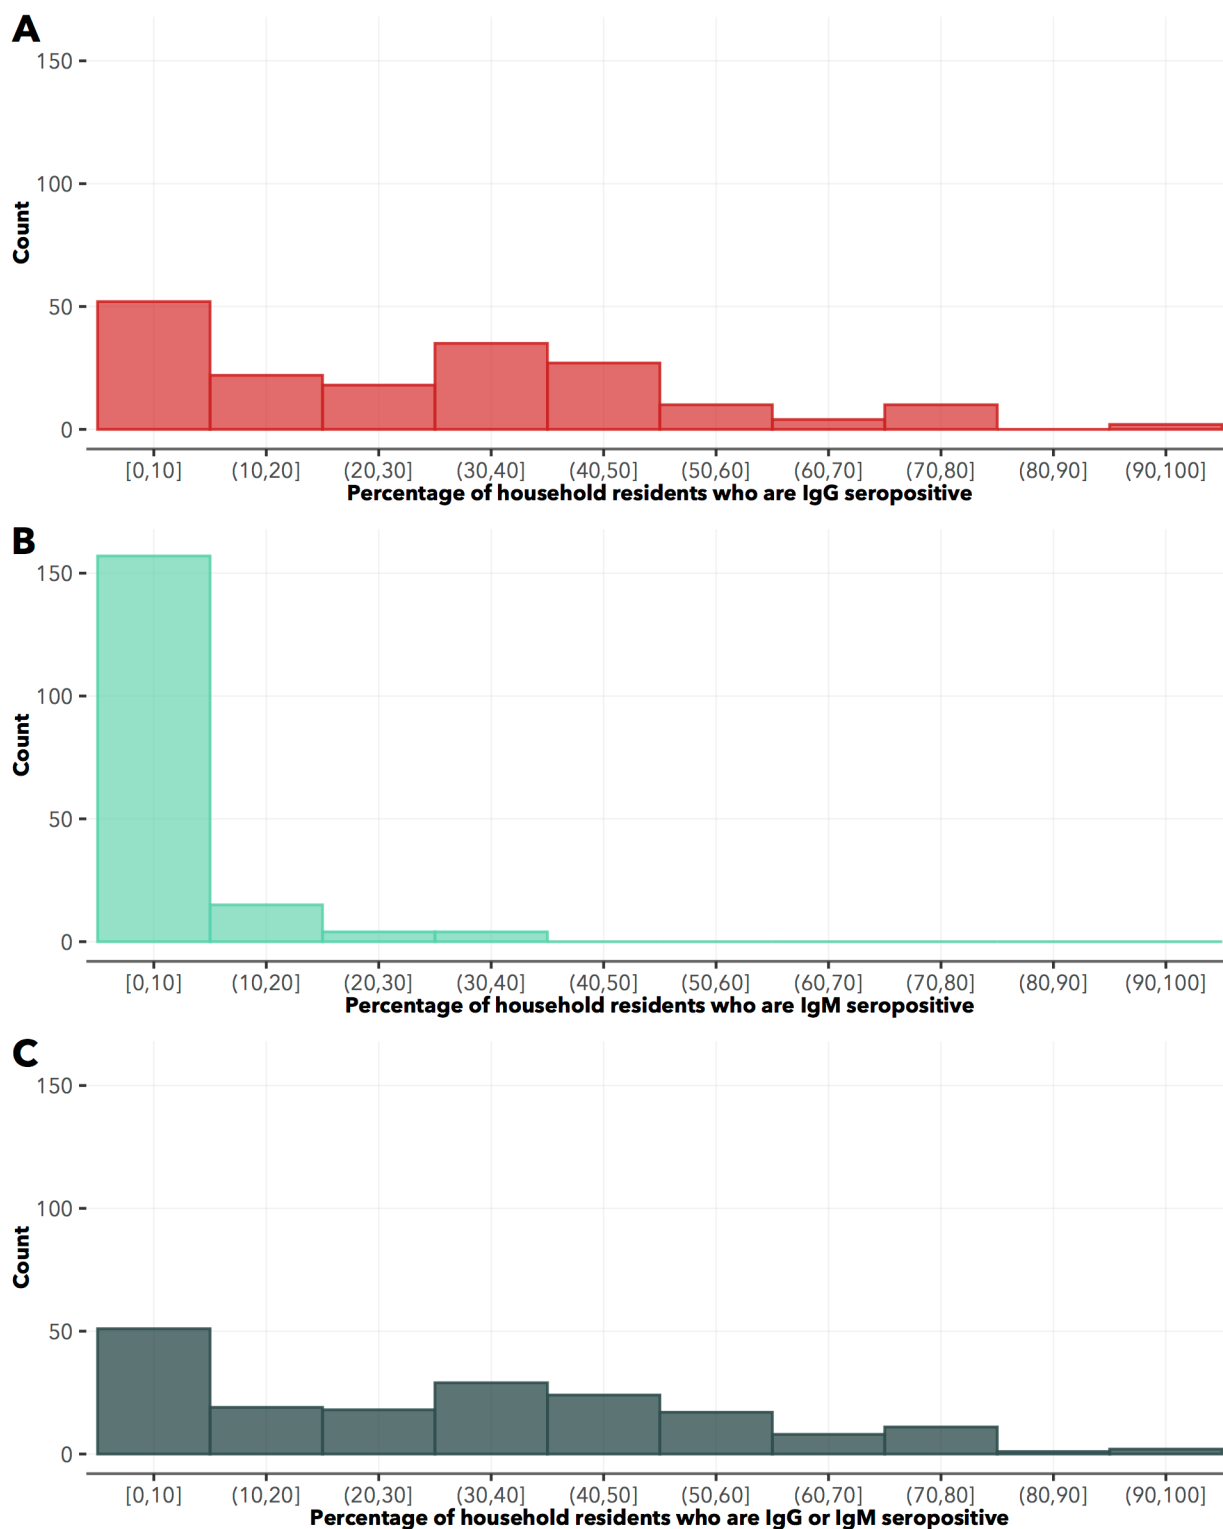 A
150
100
50
0
Count
[0,10] (10,20] (20,30] (30,40] (40,50] (50,60] (60,70] (70,80] (80,90] (90,100]
Percentage of household residents who are IgG seropositive
B
150
100
50
0
Count
[0,10] (10,20] (20,30] (30,40] (40,50] (50,60] (60,70] (70,80] (80,90] (90,100]
Percentage of household residents who are IgM seropositive
C
150
100
50
0
Count
[0,10] (10,20] (20,30] (30,40] (40,50] (50,60] (60,70] (70,80] (80,90] (90,100]
Percentage of household residents who are IgG or IgM seropositive